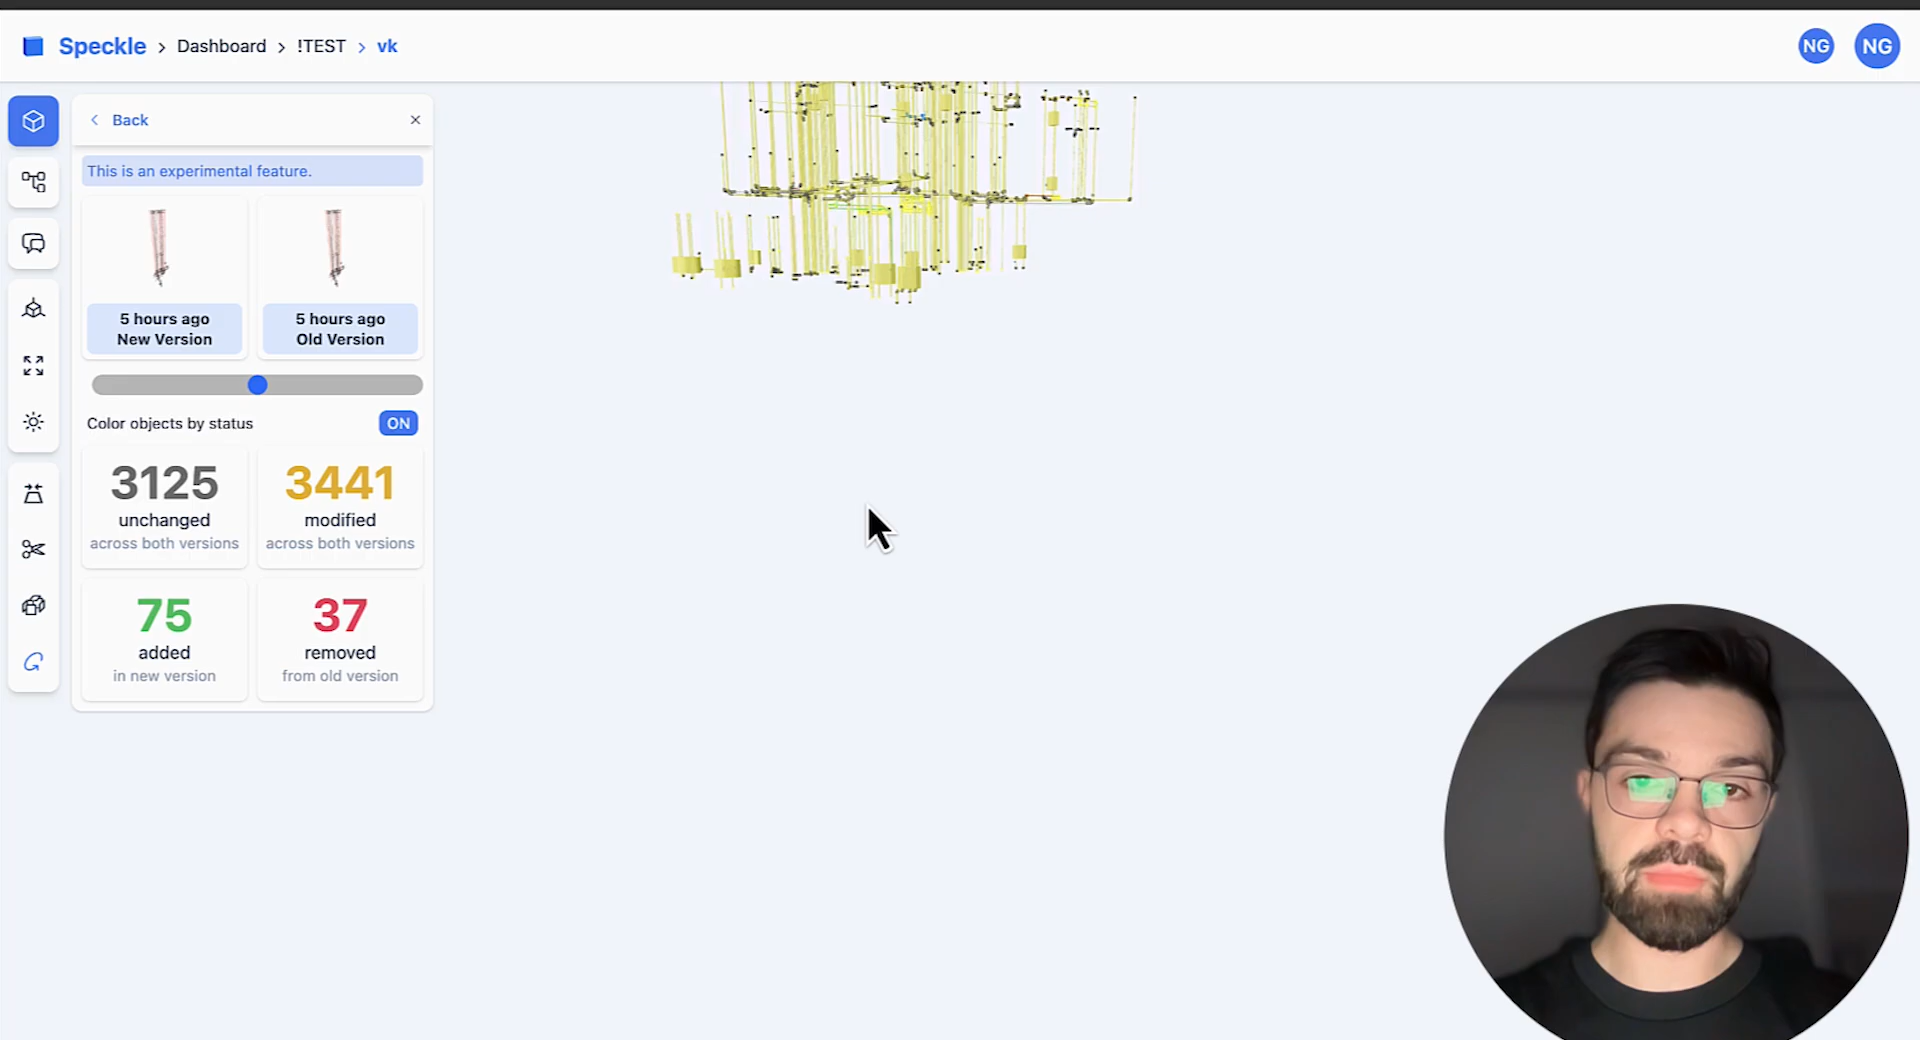 Speckle > Dashboard > !TEST > vk
NG
NG
Back
This is an experimental feature.
5 hours ago
New Version
5 hours ago
Old Version
Color objects by status
ON
3125
unchanged
across both versions
3441
modified
across both versions
75
added
in new version
37
removed
from old version